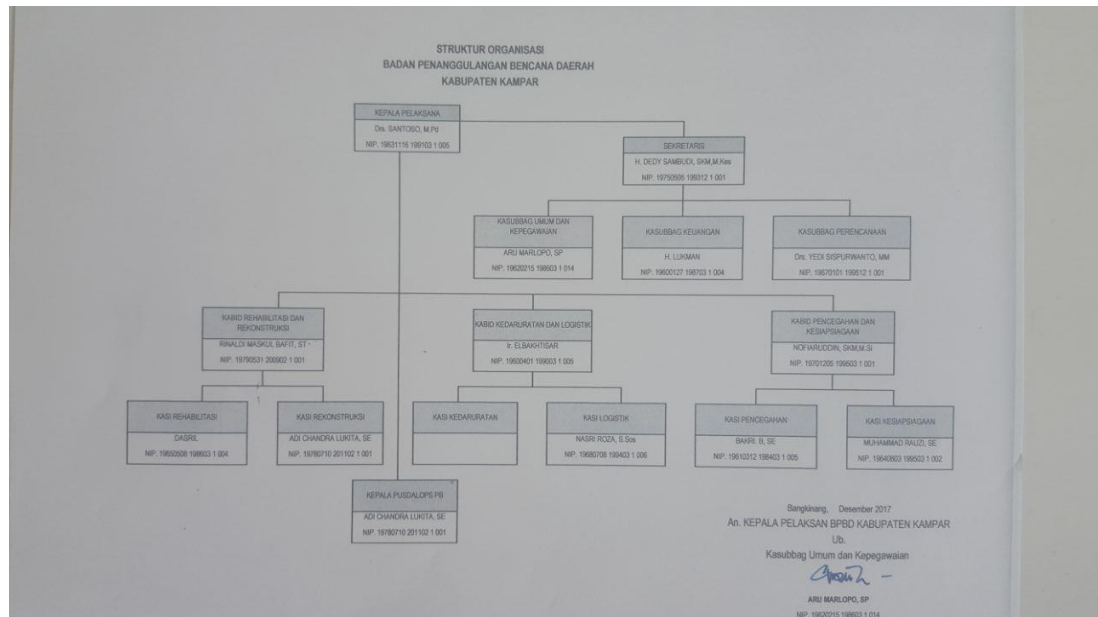 STRUKTUR ORGANISASI
BADAN PENANGGULANGAN BENCANA DAERAH
KABUPATEN KAMPAR
KEPALA PELAKSANA
Drs. SANTOSO, M.Pd
NIP. 19631116 199103 1 005
SEKRETARIS
H. DEDY SAMBUDI, SKM,M.Kes
NIP. 19750505 199312 1 001
KASUBBAG UMUM DAN
KEPEGAWAIAN
ARU MARLOPO, SP
NIP. 19620215 198603 1 014
KASUBBAG KEUANGAN
H. LUKMAN
NIP. 19600127 198703 1 004
KASUBBAG PERENCANAAN
Drs. YEDI SISPURWANTO, MM
NIP. 19670101 199512 1 001
KABID REHABILITASI DAN
REKONSTRUKSI
RINALDI MASKUL BAFIT, ST
NIP. 19790531 200902 1 001
KABID KEDARURATAN DAN LOGISTIK
Ir. ELBAKHTISAR
NIP. 19600401 199603 1 005
KABID PENCEGAHAN DAN
KESIAPSIAGAAN
NOFIARUDDIN, SKM,M.Si
NIP. 19701205 199503 1 001
KASI REHABILITASI
DASRIL
NIP. 19650508 198603 1 004
KASI REKONSTRUKSI
ADI CHANDRA LUKITA, SE
NIP. 19780710 201102 1 001
KASI KEDARURATAN
KASI LOGISTIK
NASRI ROZA, S.Sos
NIP. 19680708 199403 1 006
KASI PENCEGAHAN
BAKRI. B, SE
NIP. 19610312 198403 1 005
KASI KESIAPSIAGAAN
MUHAMMAD RAUZI, SE
NIP. 19640803 198503 1 002
KEPALA PUSDALOPS PB
ADI CHANDRA LUKITA, SE
NIP. 19780710 201102 1 001
Bangkinang, Desember 2017
An. KEPALA PELAKSAN BPBD KABUPATEN KAMPAR
Ub.
Kasubbag Umum dan Kepegawaian
ARU MARLOPO, SP
NIP. 19620215 198603 1 014